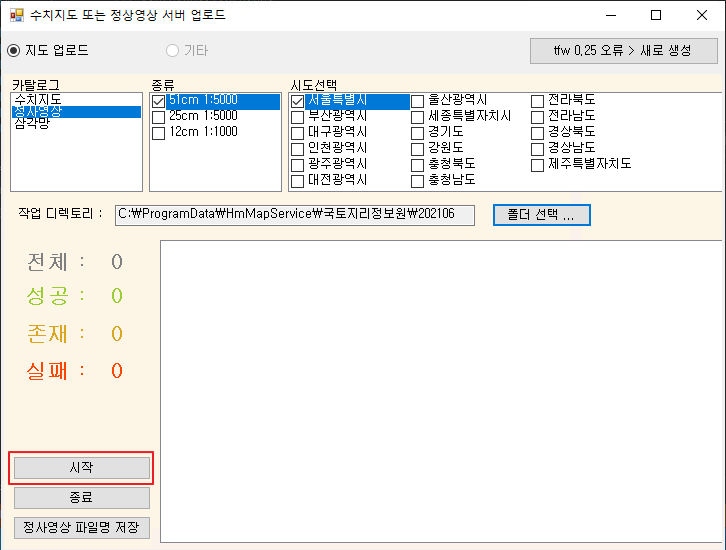 수치지도 또는 정상영상 서버 업로드
지도 업로드
기타
tfw 0,25 오류 > 새로 생성
카탈로그
종류
시도선택
수치지도
정사영상
삼각망
51cm 1:5000
25cm 1:5000
12cm 1:1000
서울특별시
부산광역시
대구광역시
인천광역시
광주광역시
대전광역시
울산광역시
세종특별자치시
경기도
강원도
충청북도
충청남도
전라북도
전라남도
경상북도
경상남도
제주특별자치도
작업 디렉토리 :
C:\ProgramData\HmMapService\국토지리정보원\202106
폴더 선택 ...
전체 : 0
성공 : 0
존재 : 0
실패 : 0
시작
종료
정사영상 파일명 저장